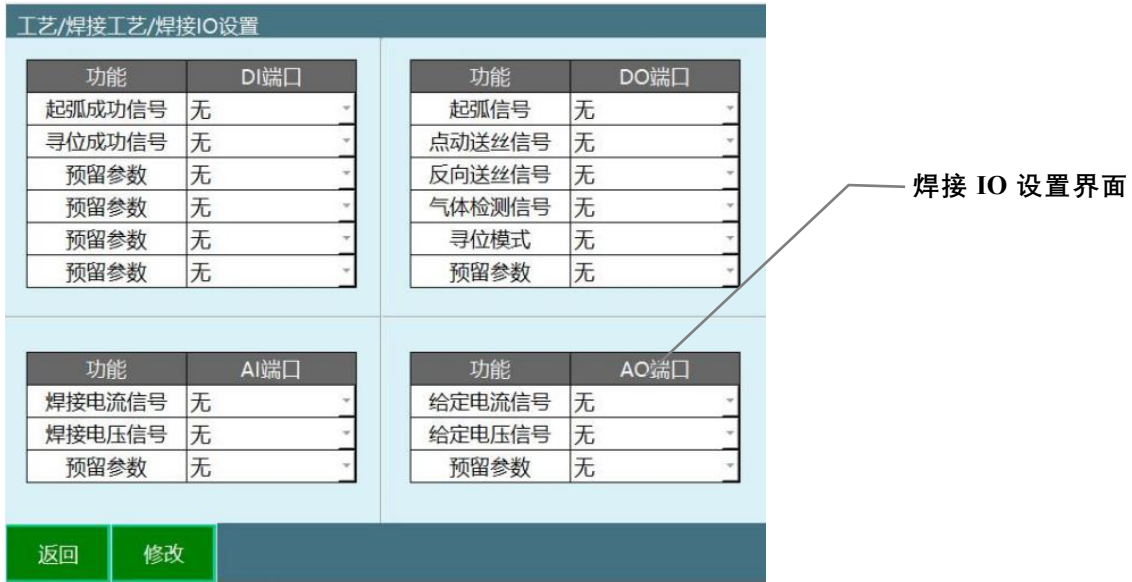 工艺/焊接工艺/焊接IO设置
功能 DI端口
起弧成功信号 无
寻位成功信号 无
预留参数 无
预留参数 无
预留参数 无
预留参数 无
功能 DO端口
起弧信号 无
点动送丝信号 无
反向送丝信号 无
气体检测信号 无
寻位模式 无
预留参数 无
焊接 IO 设置界面
功能 AI端口
焊接电流信号 无
焊接电压信号 无
预留参数 无
功能 AO端口
给定电流信号 无
给定电压信号 无
预留参数 无
返回 修改